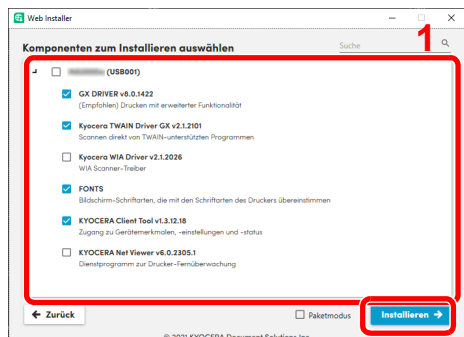 Web Installer
1
Komponenten zum Installieren auswählen
Suche
(USB001)
GX DRIVER v8.0.1422
(Empfohlen) Drucken mit erweiterter Funktionalität
Kyocera TWAIN Driver GX v2.1.2101
Scannen direkt von TWAIN-unterstützten Programmen
Kyocera WIA Driver v2.1.2026
WIA Scanner-Treiber
FONTS
Bildschirm-Schriftarten, die mit den Schriftarten des Druckers übereinstimmen
KYOCERA Client Tool v1.3.12.18
Zugang zu Gerätemerkmalen, -einstellungen und -status
KYOCERA Net Viewer v6.0.2305.1
Dienstprogramm zur Drucker-Fernüberwachung
Zurück
Paketmodus
Installieren
© 2021 KYOCERA Document Solutions Inc.